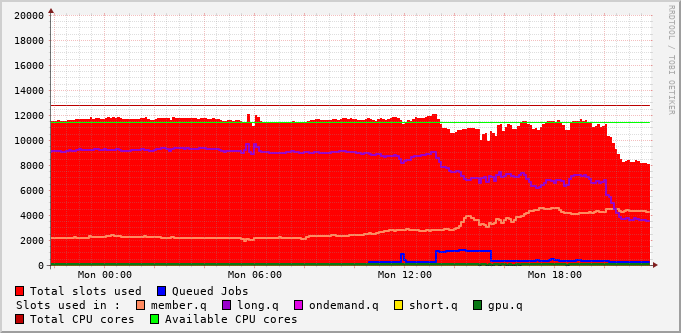 20000
18000
16000
14000
12000
10000
8000
6000
4000
2000
0
Mon 00:00 Mon 06:00 Mon 12:00 Mon 18:00
RRDTOOL / TOBI OETIKER
Total slots used Queued Jobs
Slots used in : member.q long.q ondemand.q short.q gpu.q
Total CPU cores Available CPU cores